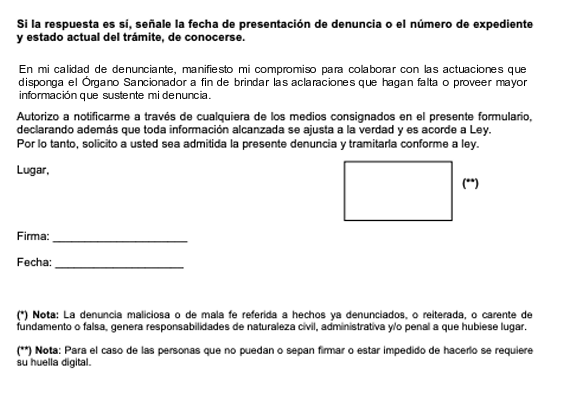 Si la respuesta es sí, señale la fecha de presentación de denuncia o el número de expediente
y estado actual del trámite, de conocerse.
En mi calidad de denunciante, manifiesto mi compromiso para colaborar con las actuaciones que
disponga el Órgano Sancionador a fin de brindar las aclaraciones que hagan falta o proveer mayor
información que sustente mi denuncia.
Autorizo a notificarme a través de cualquiera de los medios consignados en el presente formulario,
declarando además que toda información alcanzada se ajusta a la verdad y es acorde a Ley.
Por lo tanto, solicito a usted sea admitida la presente denuncia y tramitarla conforme a ley.
Lugar,
(**)
Firma: ______________________
Fecha: _____________________
(*) Nota: La denuncia maliciosa o de mala fe referida a hechos ya denunciados, o reiterada, o carente de
fundamento o falsa, genera responsabilidades de naturaleza civil, administrativa y/o penal a que hubiese lugar.
(**) Nota: Para el caso de las personas que no puedan o sepan firmar o estar impedido de hacerlo se requiere
su huella digital.